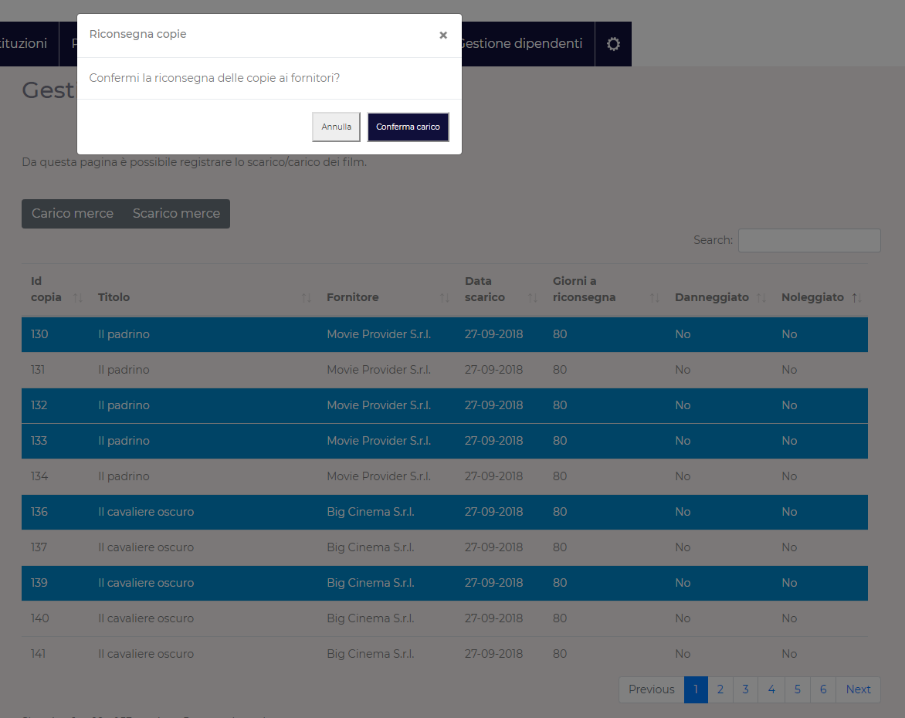 Riconsegna copie ×
Confermi la riconsegna delle copie ai fornitori?
Annulla Conferma carico
tituzioni Gestione dipendenti
Gest
Da questa pagina è possibile registrare lo scarico/carico dei film.
Carico merce Scarico merce
Search:
Id copia Titolo Fornitore Data scarico Giorni a riconsegna Danneggiato Noleggiato
130 Il padrino Movie Provider S.r.l. 27-09-2018 80 No No
131 Il padrino Movie Provider S.r.l. 27-09-2018 80 No No
132 Il padrino Movie Provider S.r.l. 27-09-2018 80 No No
133 Il padrino Movie Provider S.r.l. 27-09-2018 80 No No
134 Il padrino Movie Provider S.r.l. 27-09-2018 80 No No
136 Il cavaliere oscuro Big Cinema S.r.l. 27-09-2018 80 No No
137 Il cavaliere oscuro Big Cinema S.r.l. 27-09-2018 80 No No
139 Il cavaliere oscuro Big Cinema S.r.l. 27-09-2018 80 No No
140 Il cavaliere oscuro Big Cinema S.r.l. 27-09-2018 80 No No
141 Il cavaliere oscuro Big Cinema S.r.l. 27-09-2018 80 No No
Previous 1 2 3 4 5 6 Next